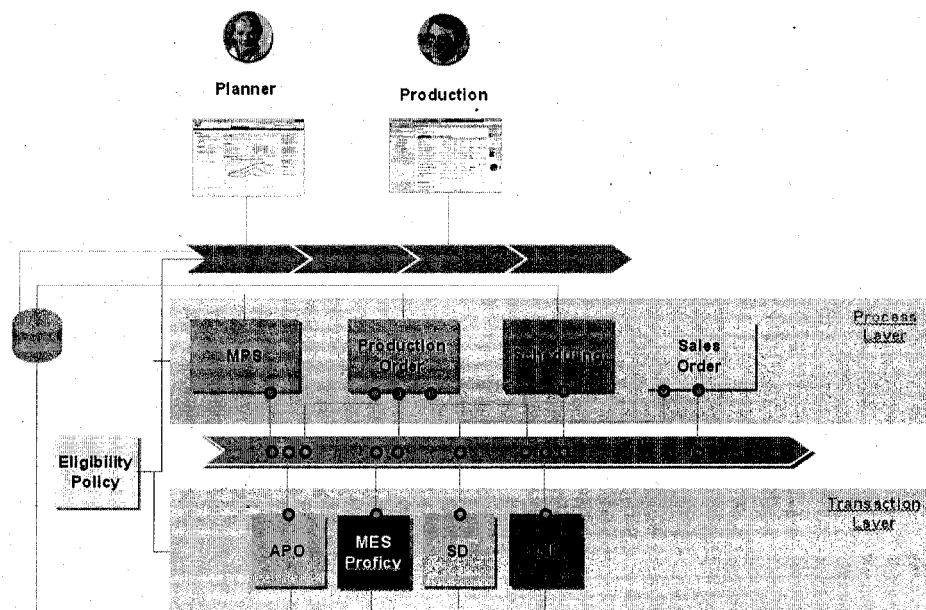 Planner
Production
Process
Layer
MPS
Production
Order
Scheduling
Sales
Order
Eligibility
Policy
Transaction
Layer
APO
MES
Proficy
SD